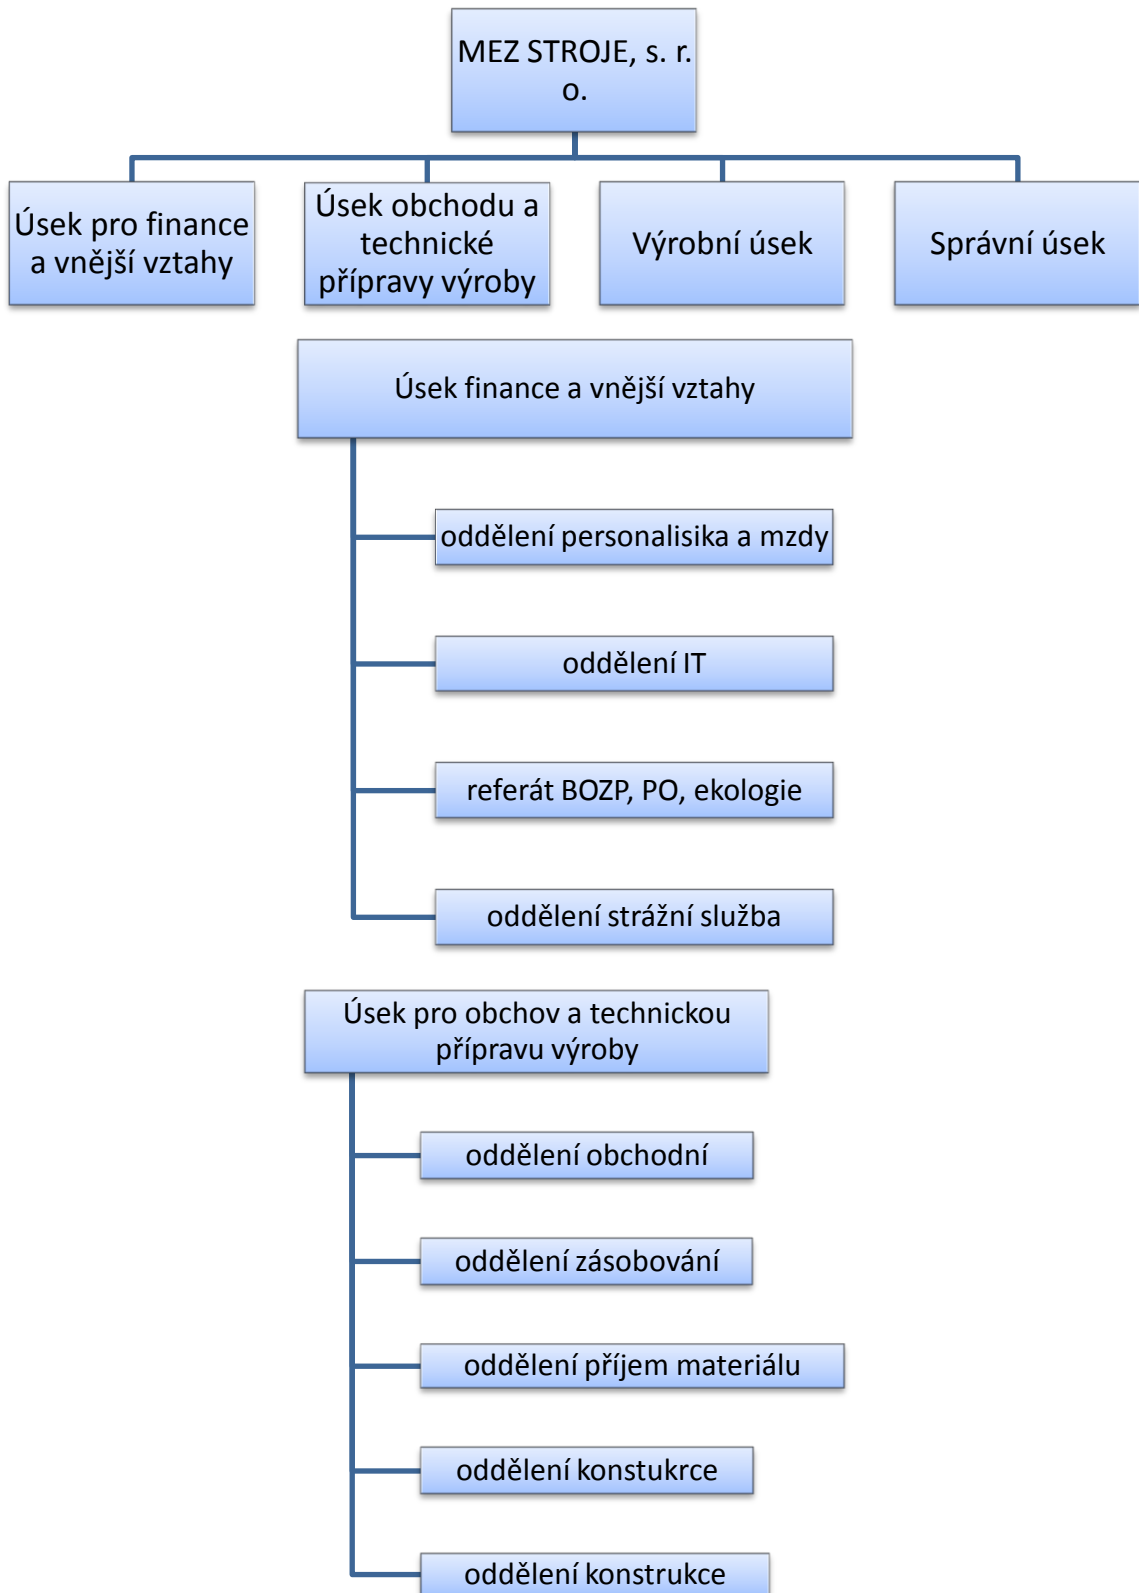 MEZ STROJE, s. r.
o.
Úsek pro finance
a vnější vztahy
Úsek obchodu a
technické
přípravy výroby
Výrobní úsek
Správní úsek
Úsek finance a vnější vztahy
oddělení personalisika a mzdy
oddělení IT
referát BOZP, PO, ekologie
oddělení strážní služba
Úsek pro obchov a technickou
přípravu výroby
oddělení obchodní
oddělení zásobování
oddělení příjem materiálu
oddělení konstukrce
oddělení konstrukce